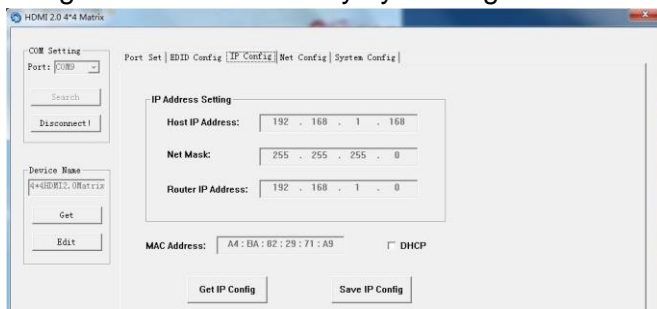 HDMI 2.0 4*4 Matrix
COM Setting
Port: COM9
Search
Disconnect!
Device Name
4*4HDMI2.0Matrix
Get
Edit
Port Set EDID Config IP Config Net Config System Config
IP Address Setting
Host IP Address: 192 . 168 . 1 . 168
Net Mask: 255 . 255 . 255 . 0
Router IP Address: 192 . 168 . 1 . 0
MAC Address: A4 : BA : 82 : 29 : 71 : A9 DHCP
Get IP Config Save IP Config